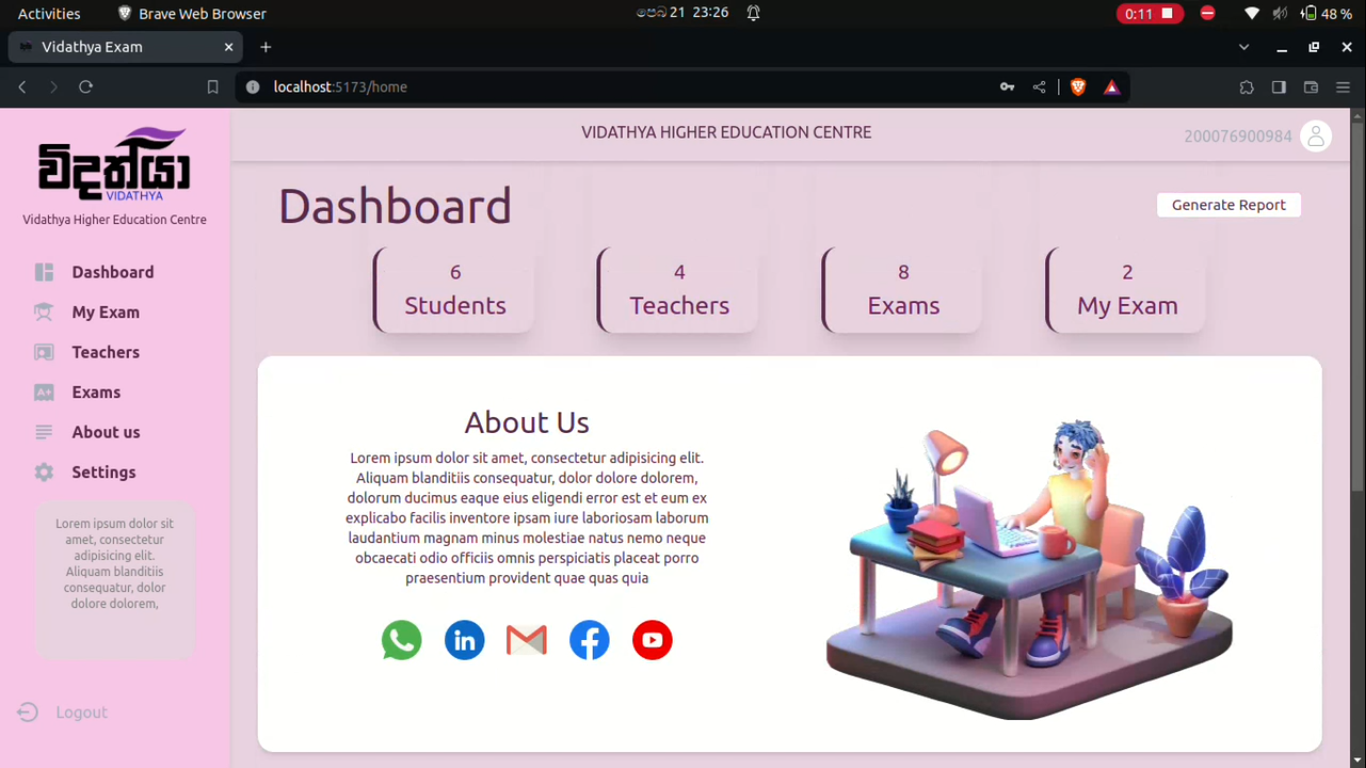 Activities
Brave Web Browser
පෙබ 21 23:26
0:11
48 %
Vidathya Exam
localhost:5173/home
විදත්‍යා
VIDATHYA
Vidathya Higher Education Centre
Dashboard
My Exam
Teachers
Exams
A+
About us
Settings
Lorem ipsum dolor sit
amet, consectetur
adipisicing elit.
Aliquam blanditiis
consequatur, dolor
dolore dolorem,
Logout
VIDATHYA HIGHER EDUCATION CENTRE
200076900984
Dashboard
Generate Report
6
Students
4
Teachers
8
Exams
2
My Exam
About Us
Lorem ipsum dolor sit amet, consectetur adipisicing elit.
Aliquam blanditiis consequatur, dolor dolore dolorem,
dolorum ducimus eaque eius eligendi error est et eum ex
explicabo facilis inventore ipsam iure laboriosam laborum
laudantium magnam minus molestiae natus nemo neque
obcaecati odio officiis omnis perspiciatis placeat porro
praesentium provident quae quas quia
in